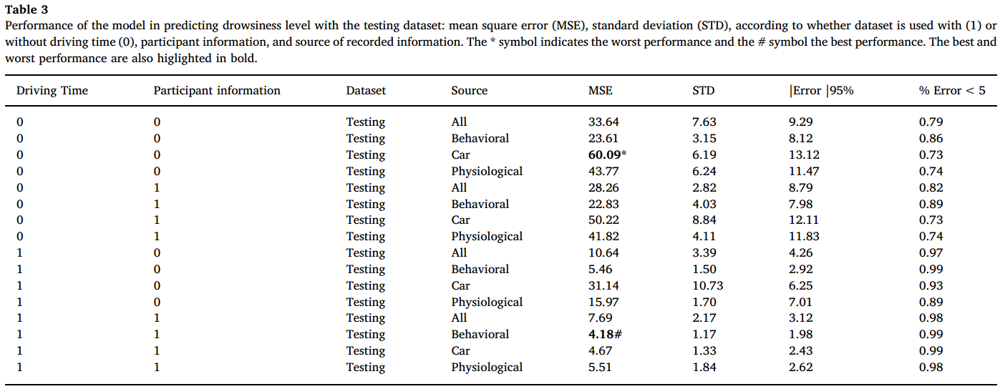 Table 3
Performance of the model in predicting drowsiness level with the testing dataset: mean square error (MSE), standard deviation (STD), according to whether dataset is used with (1) or
without driving time (0), participant information, and source of recorded information. The * symbol indicates the worst performance and the # symbol the best performance. The best and
worst performance are also higlighted in bold.
Driving Time Participant information Dataset Source MSE STD |Error |95% % Error < 5
0 0 Testing All 33.64 7.63 9.29 0.79
0 0 Testing Behavioral 23.61 3.15 8.12 0.86
0 0 Testing Car 60.09* 6.19 13.12 0.73
0 0 Testing Physiological 43.77 6.24 11.47 0.74
0 1 Testing All 28.26 2.82 8.79 0.82
0 1 Testing Behavioral 22.83 4.03 7.98 0.89
0 1 Testing Car 50.22 8.84 12.11 0.73
0 1 Testing Physiological 41.82 4.11 11.83 0.74
1 0 Testing All 10.64 3.39 4.26 0.97
1 0 Testing Behavioral 5.46 1.50 2.92 0.99
1 0 Testing Car 31.14 10.73 6.25 0.93
1 0 Testing Physiological 15.97 1.70 7.01 0.89
1 1 Testing All 7.69 2.17 3.12 0.98
1 1 Testing Behavioral 4.18# 1.17 1.98 0.99
1 1 Testing Car 4.67 1.33 2.43 0.99
1 1 Testing Physiological 5.51 1.84 2.62 0.98